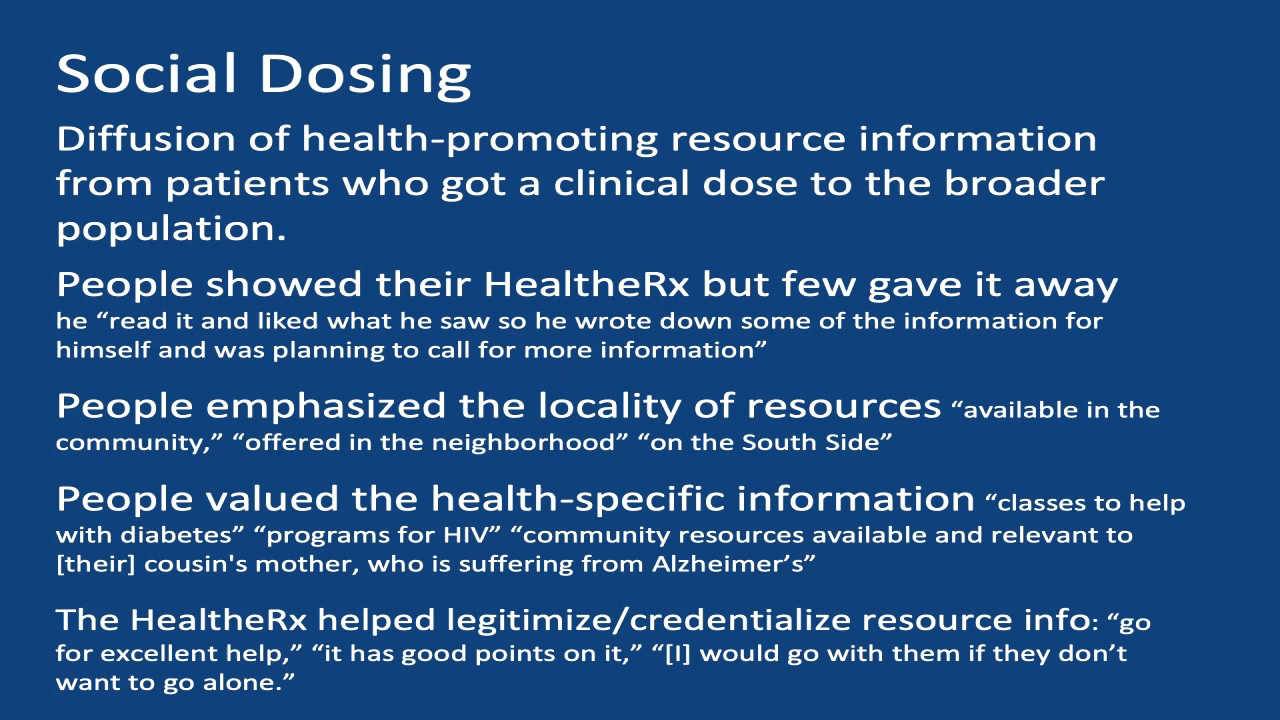 Social Dosing
Diffusion of health-promoting resource information
from patients who got a clinical dose to the broader
population.
People showed their HealtheRx but few gave it away
he “read it and liked what he saw so he wrote down some of the information for
himself and was planning to call for more information”
People emphasized the locality of resources “available in the
community,” “offered in the neighborhood” “on the South Side”
People valued the health-specific information “classes to help
with diabetes” “programs for HIV” “community resources available and relevant to
[their] cousin's mother, who is suffering from Alzheimer’s”
The HealtheRx helped legitimize/credentialize resource info: “go
for excellent help,” “it has good points on it,” “[I] would go with them if they don’t
want to go alone.”